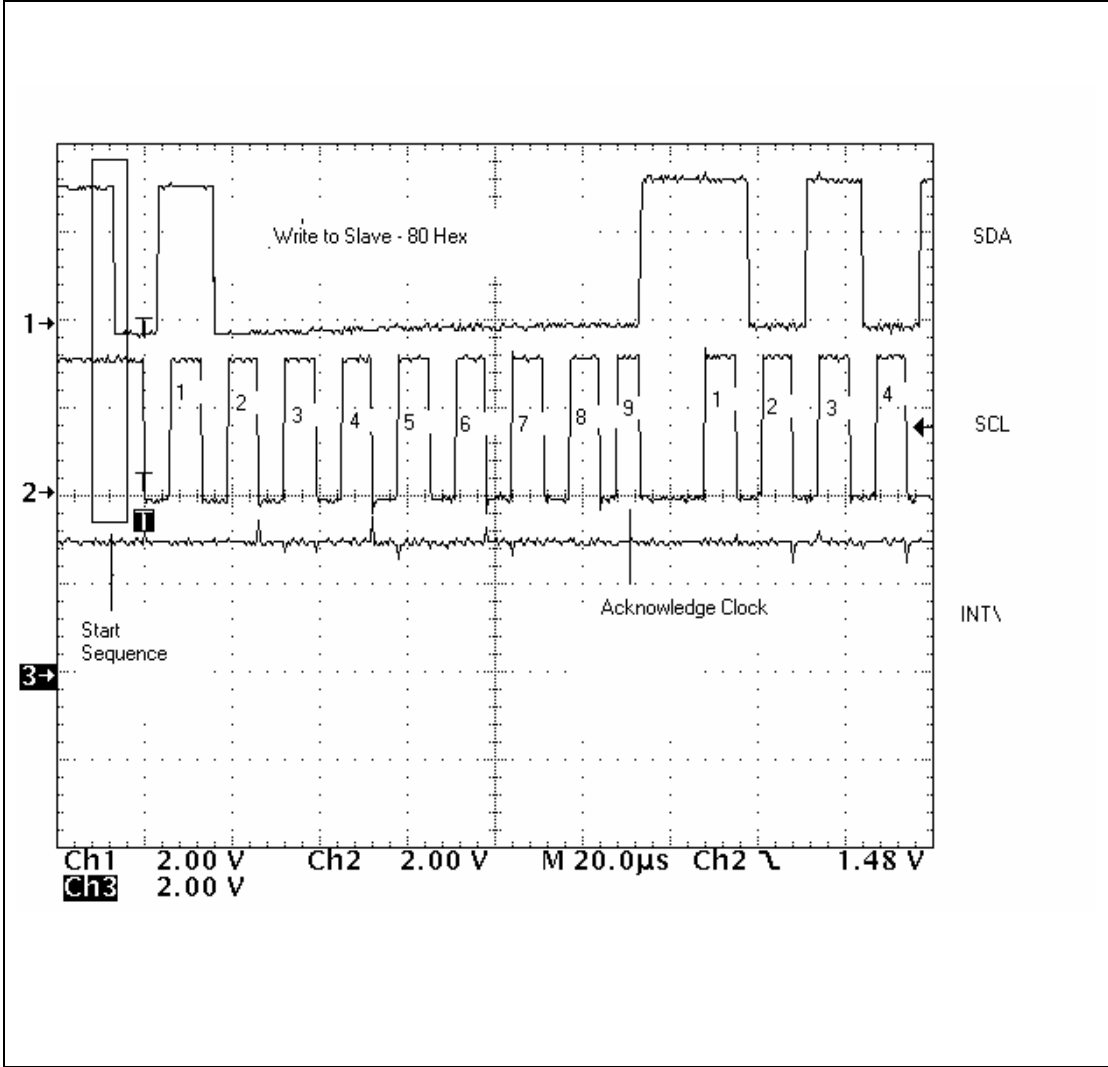 Write to Slave - 80 Hex
SDA
1→
T
1 2 3 4 5 6 7 8 9 1 2 3 4
SCL
2→
T
T
Acknowledge Clock
INT\
Start
Sequence
3→
Ch1 2.00 V Ch2 2.00 V M 20.0µs Ch2 1.48 V
Ch3 2.00 V